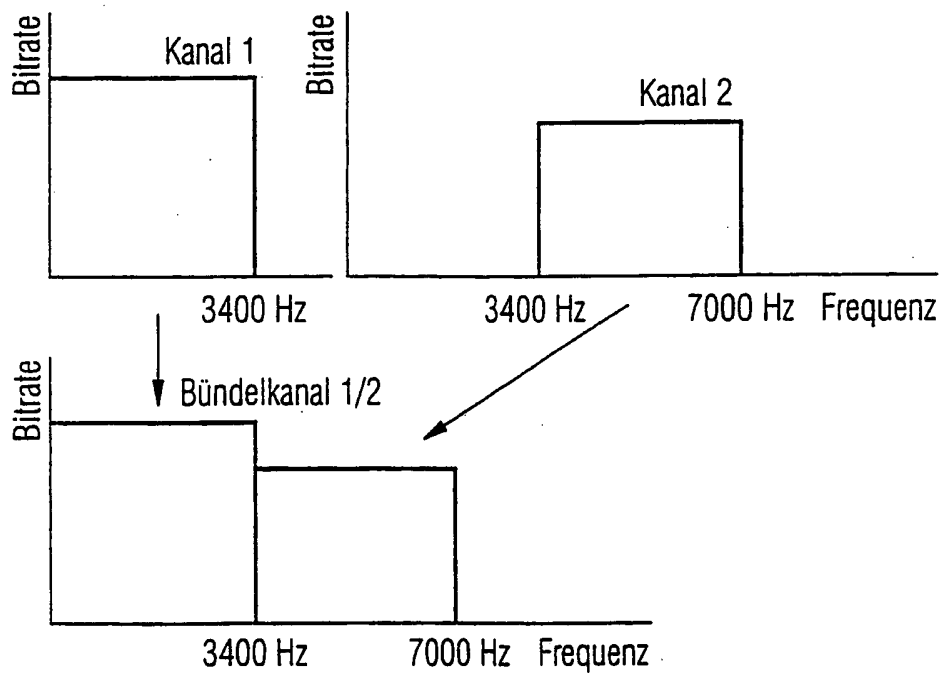 Bitrate
Kanal 1
3400 Hz
Bitrate
Kanal 2
3400 Hz
7000 Hz
Frequenz
Bitrate
Bündelkanal 1/2
3400 Hz
7000 Hz
Frequenz